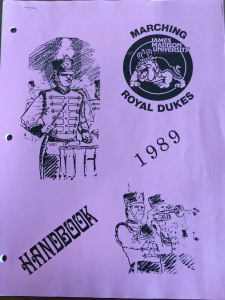 MARCHING
JAMES
MADISON
UNIVERSITY
ROYAL DUKES
1989
HANDBOOK